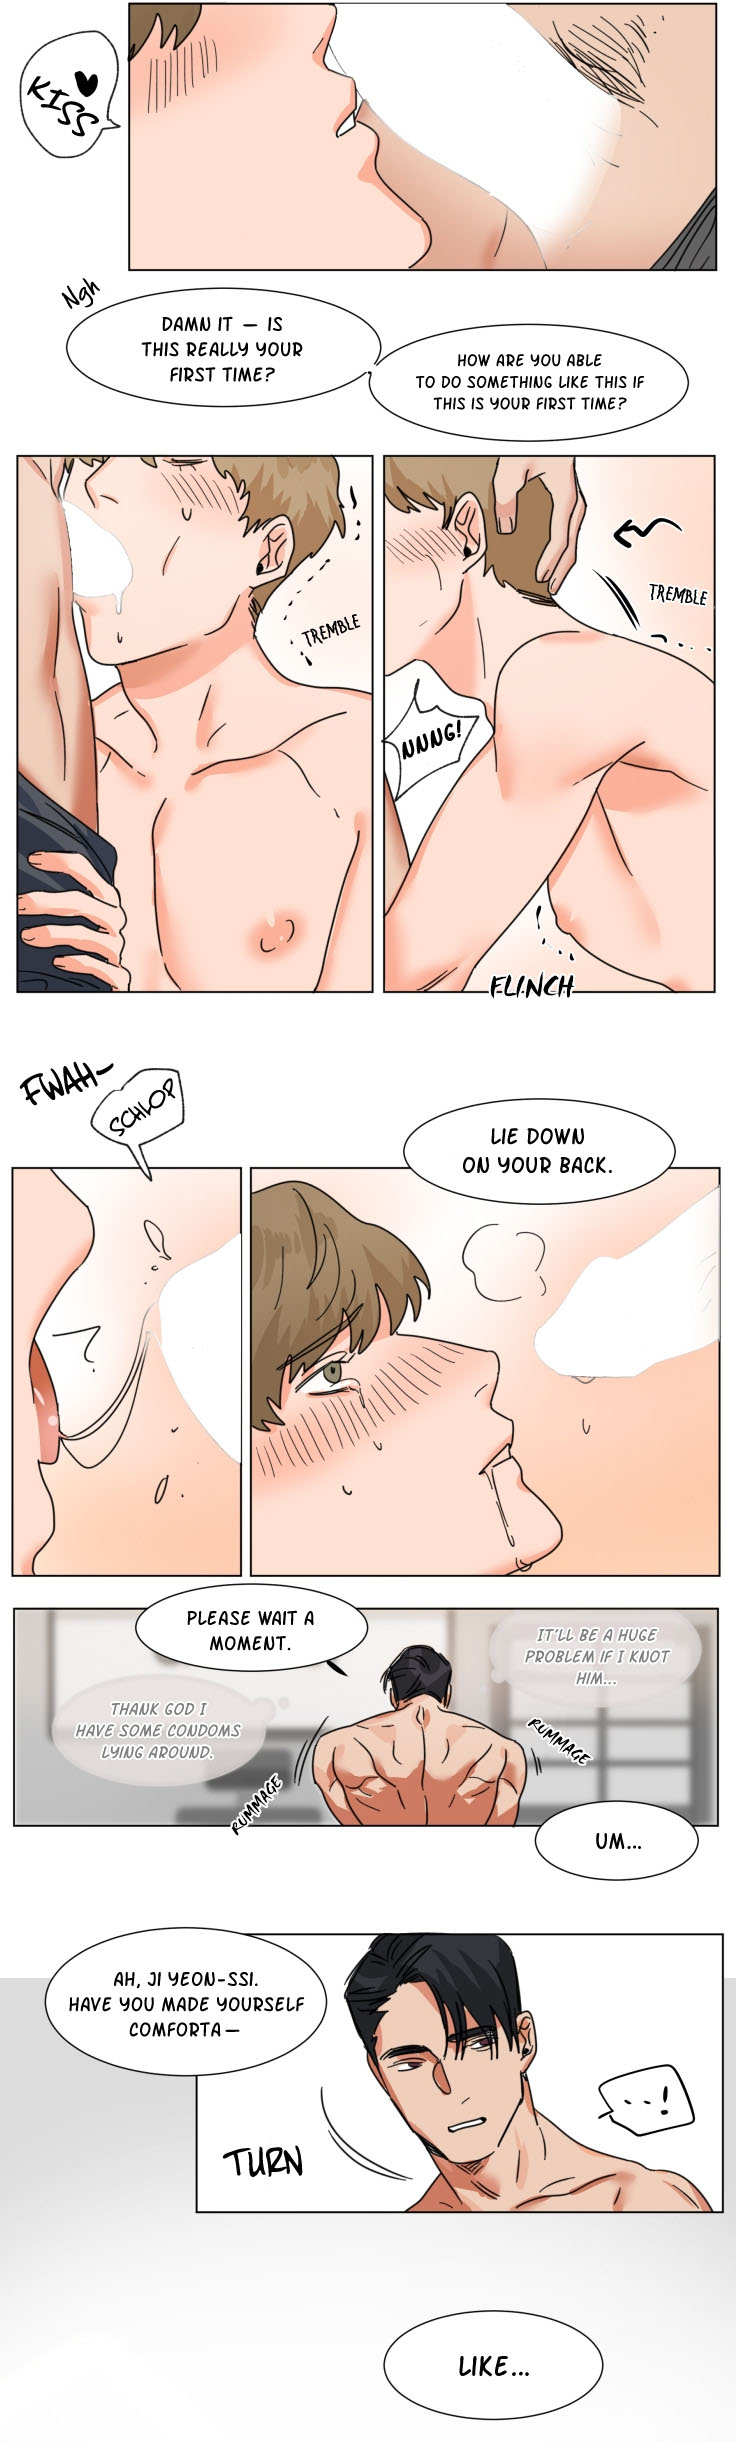 KISS
Ngh
DAMN IT – IS
THIS REALLY YOUR
FIRST TIME?
HOW ARE YOU ABLE
TO DO SOMETHING LIKE THIS IF
THIS IS YOUR FIRST TIME?
TREMBLE
TREMBLE
NNNG!
FLINCH
FWAH~
SCHLOP
LIE DOWN
ON YOUR BACK.
PLEASE WAIT A
MOMENT.
IT'LL BE A HUGE
PROBLEM IF I KNOT
HIM...
THANK GOD I
HAVE SOME CONDOMS
LYING AROUND.
RUMMAGE
RUMMAGE
UM...
AH, JI YEON-SSI.
HAVE YOU MADE YOURSELF
COMFORTA–
...!
TURN
LIKE...